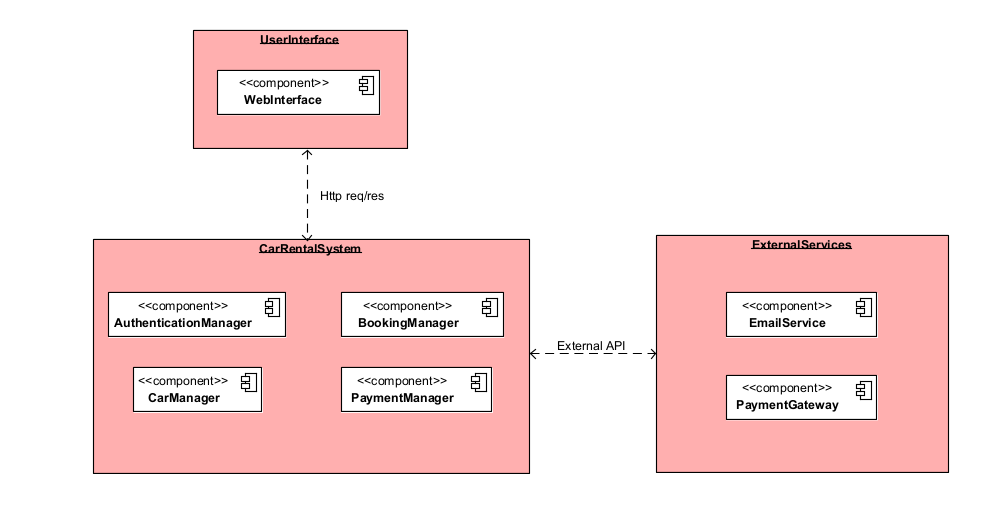 UserInterface
<<component>>
WebInterface
Http req/res
CarRentalSystem
<<component>>
AuthenticationManager
<<component>>
BookingManager
<<component>>
CarManager
<<component>>
PaymentManager
External API
ExternalServices
<<component>>
EmailService
<<component>>
PaymentGateway